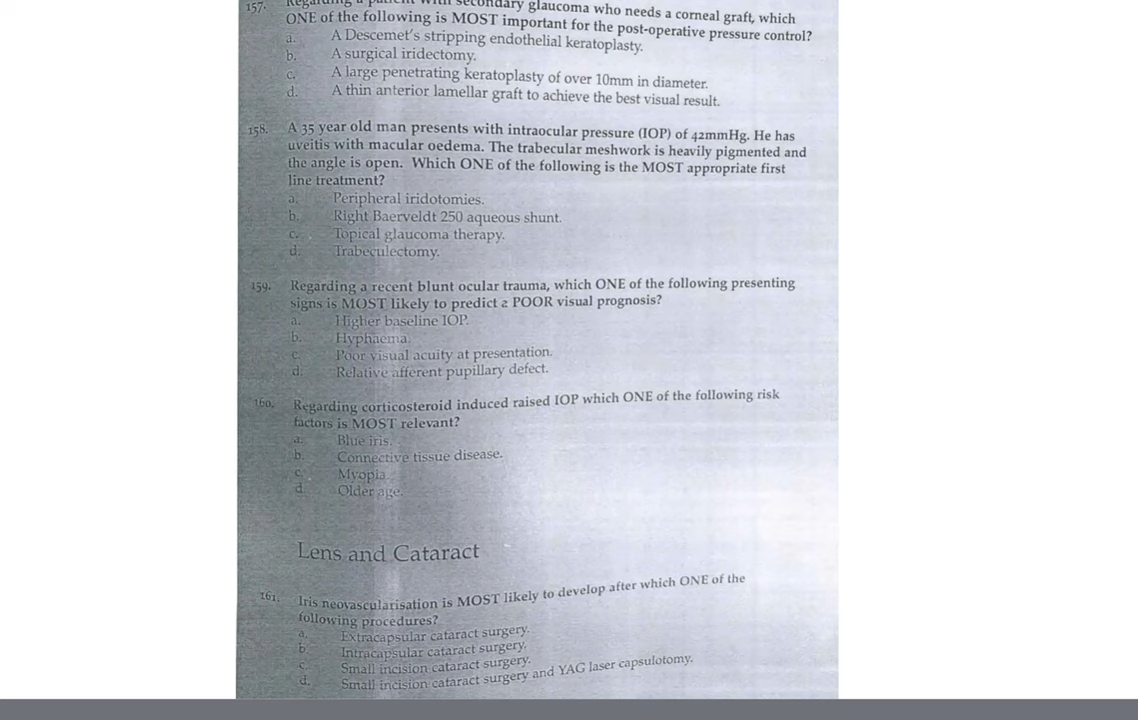 157. Regarding a patient with secondary glaucoma who needs a corneal graft, which
ONE of the following is MOST important for the post-operative pressure control?
a. A Descemet's stripping endothelial keratoplasty.
b. A surgical iridectomy.
c. A large penetrating keratoplasty of over 10mm in diameter.
d. A thin anterior lamellar graft to achieve the best visual result.
158. A 35 year old man presents with intraocular pressure (IOP) of 42mmHg. He has
uveitis with macular oedema. The trabecular meshwork is heavily pigmented and
the angle is open. Which ONE of the following is the MOST appropriate first
line treatment?
a. Peripheral iridotomies.
b. Right Baerveldt 250 aqueous shunt.
c. Topical glaucoma therapy.
d. Trabeculectomy.
159. Regarding a recent blunt ocular trauma, which ONE of the following presenting
signs is MOST likely to predict a POOR visual prognosis?
a. Higher baseline IOP.
b. Hyphaema.
c. Poor visual acuity at presentation.
d. Relative afferent pupillary defect.
160. Regarding corticosteroid induced raised IOP which ONE of the following risk
factors is MOST relevant?
a. Blue iris.
b. Connective tissue disease.
c. Myopia.
d. Older age.
Lens and Cataract
161. Iris neovascularisation is MOST likely to develop after which ONE of the
following procedures?
a. Extracapsular cataract surgery.
b. Intracapsular cataract surgery.
c. Small incision cataract surgery.
d. Small incision cataract surgery and YAG laser capsulotomy.